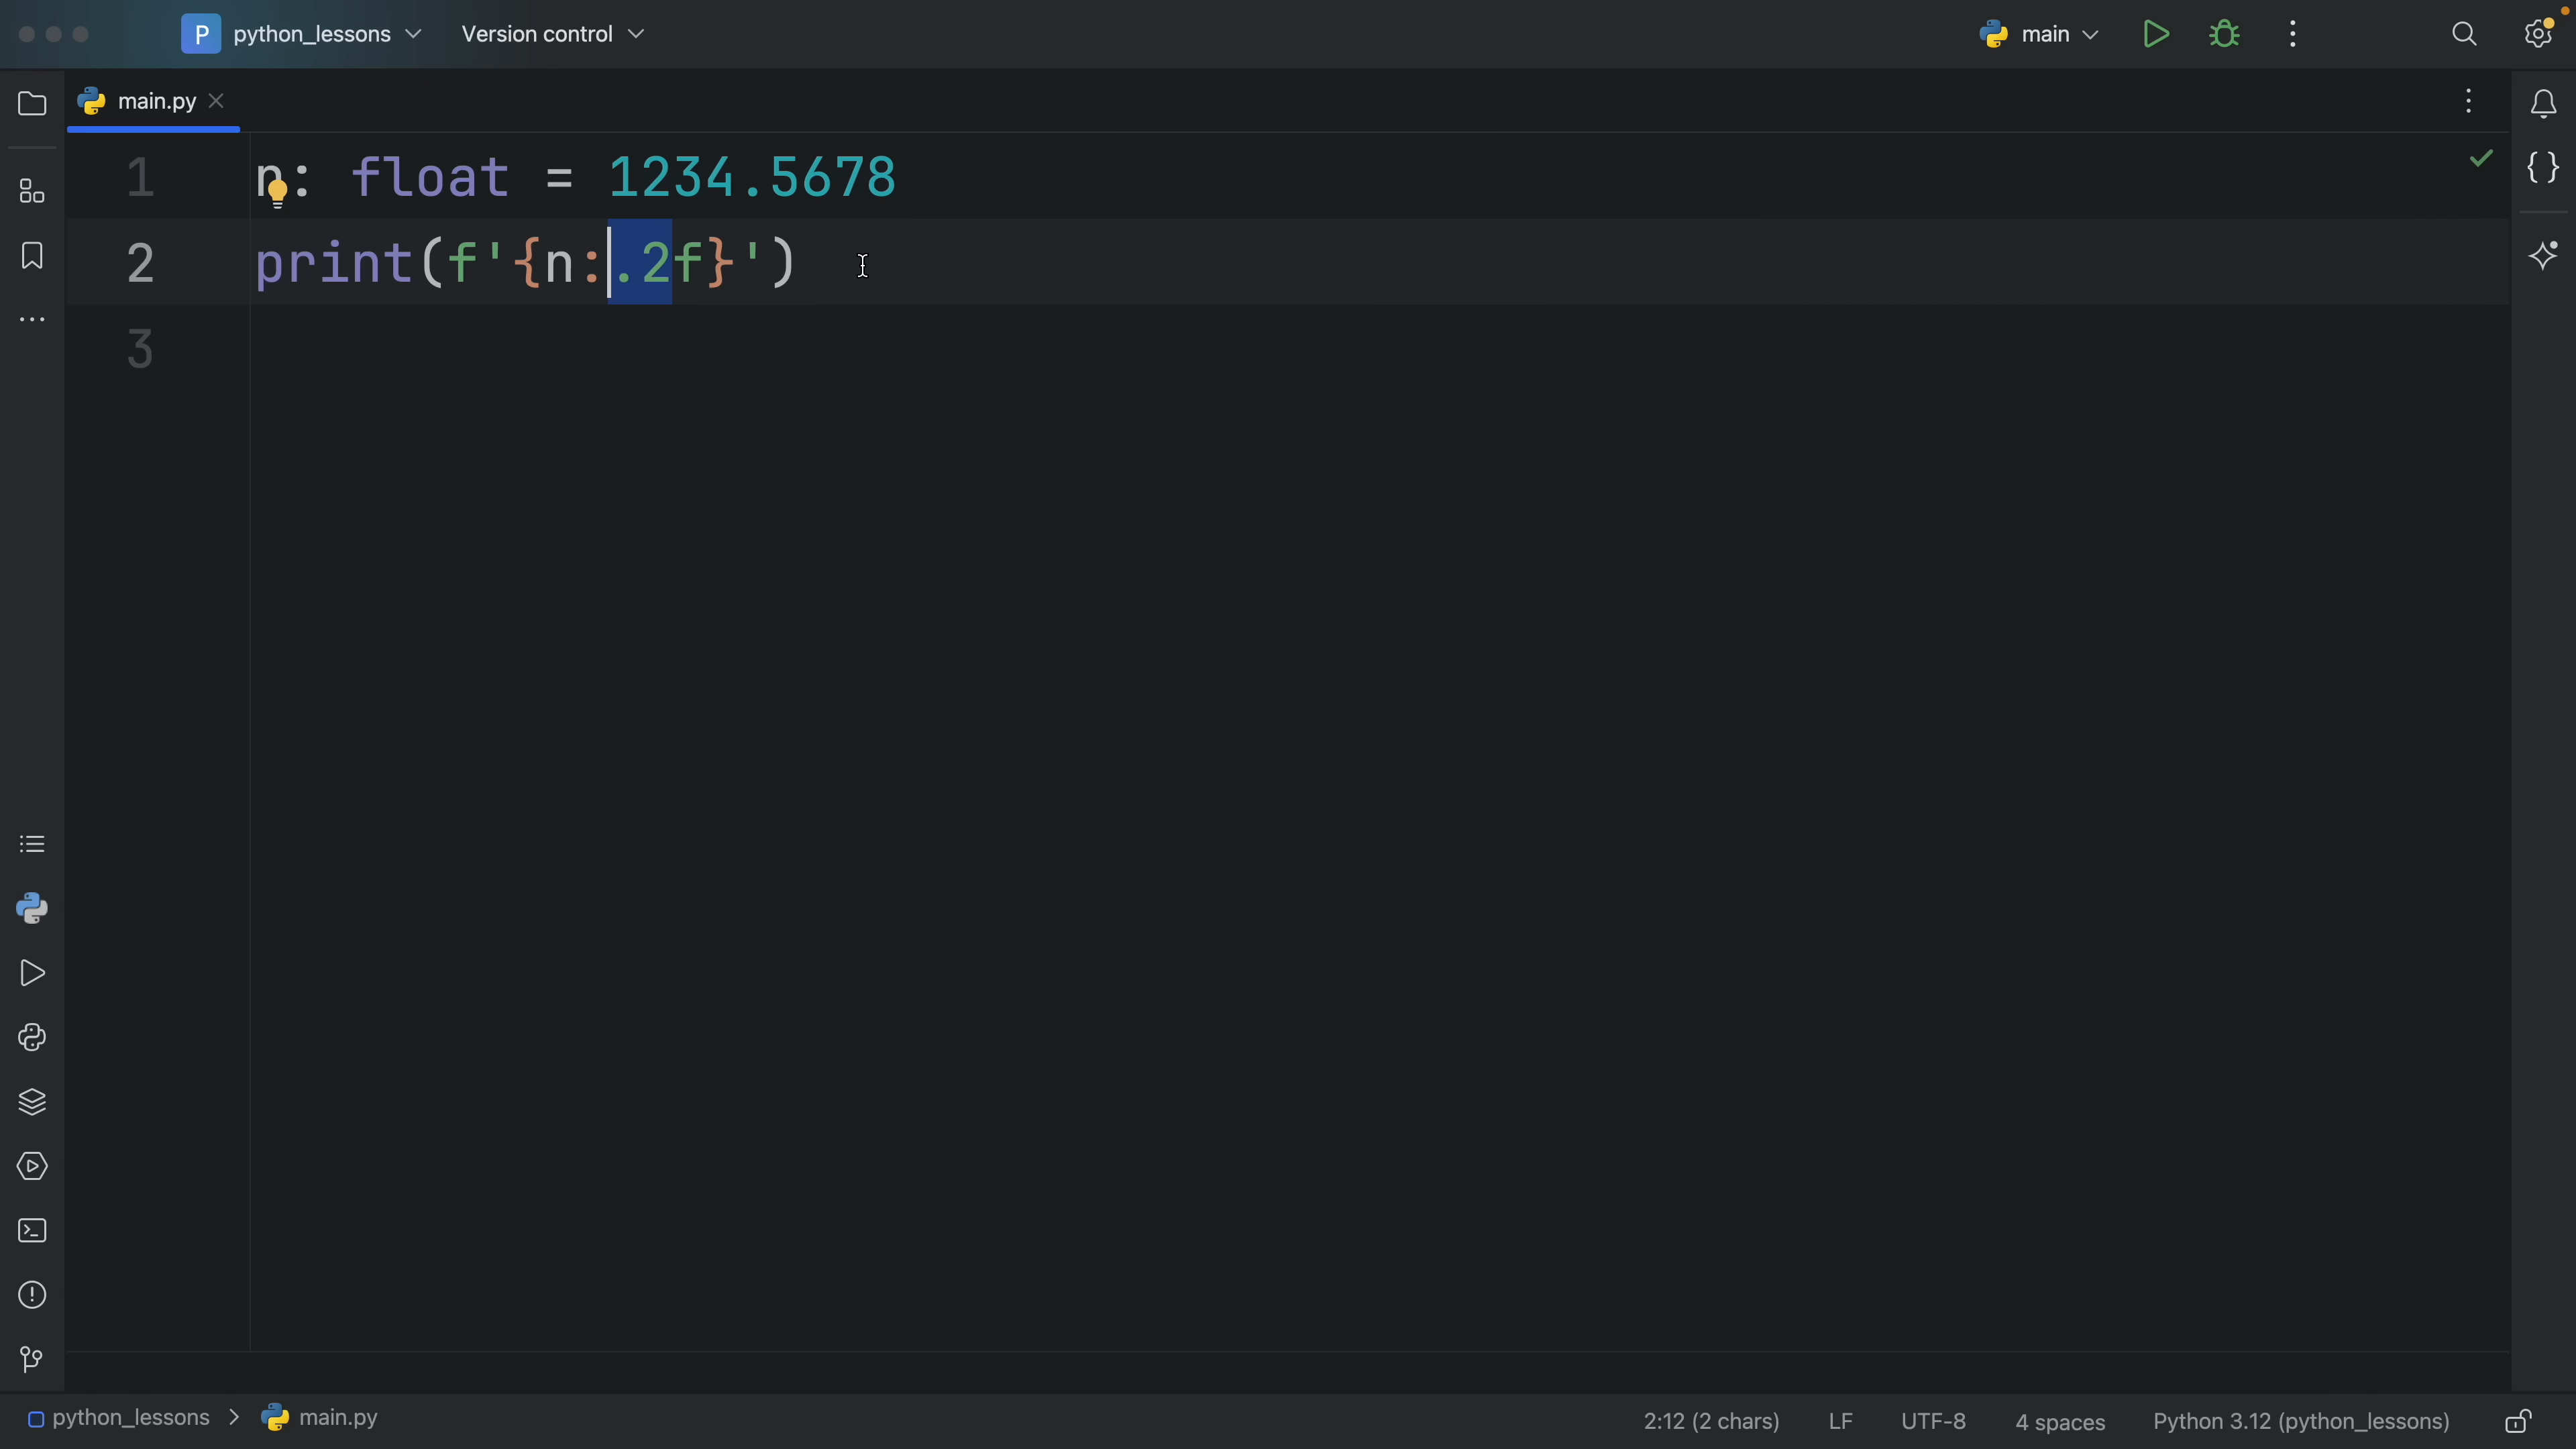 P python_lessons Version control main
main.py
1 n: float = 1234.5678
2 print(f'{n:.2f}')
3
python_lessons > main.py 2:12 (2 chars) LF UTF-8 4 spaces Python 3.12 (python_lessons)